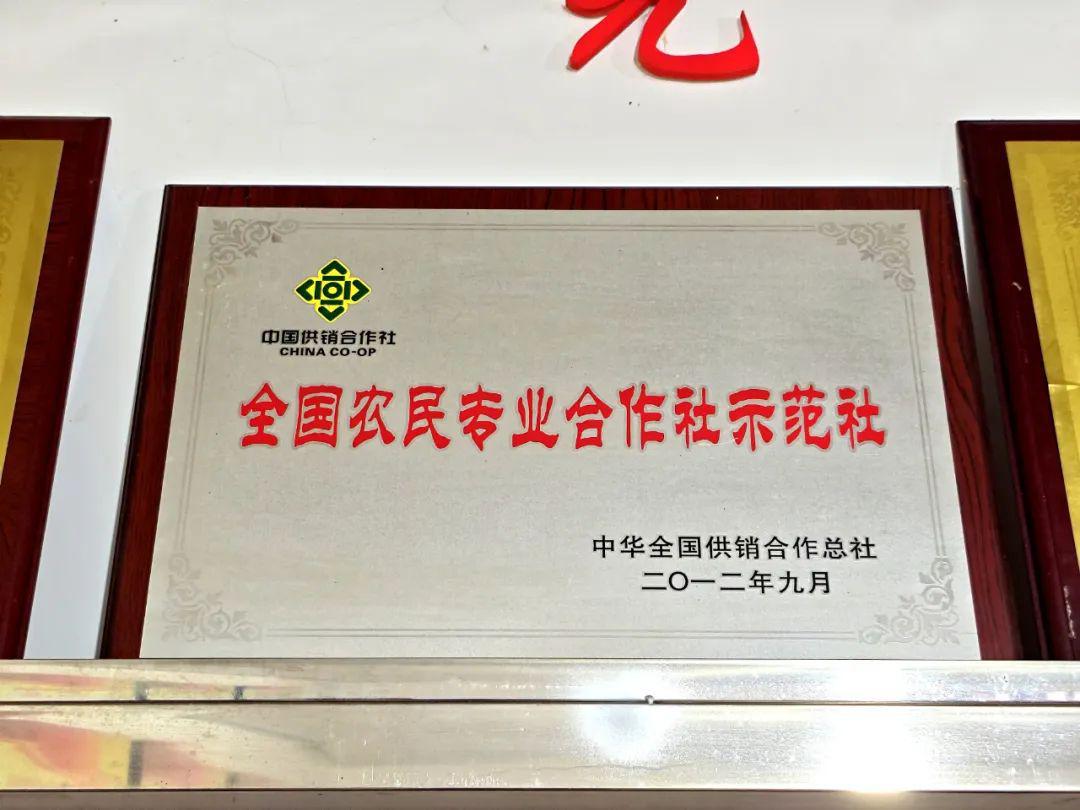 中国供销合作社
CHINA CO-OP
全国农民专业合作社示范社
中华全国供销合作总社
二〇一二年九月